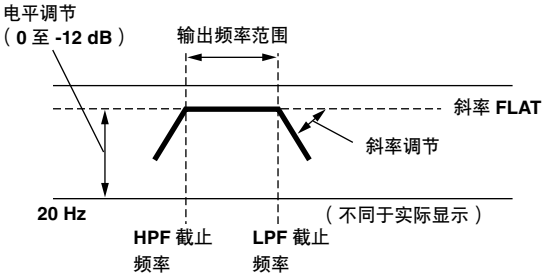 电平调节
（0 至 -12 dB）
输出频率范围
斜率 FLAT
斜率调节
20 Hz
（不同于实际显示）
HPF 截止
频率
LPF 截止
频率